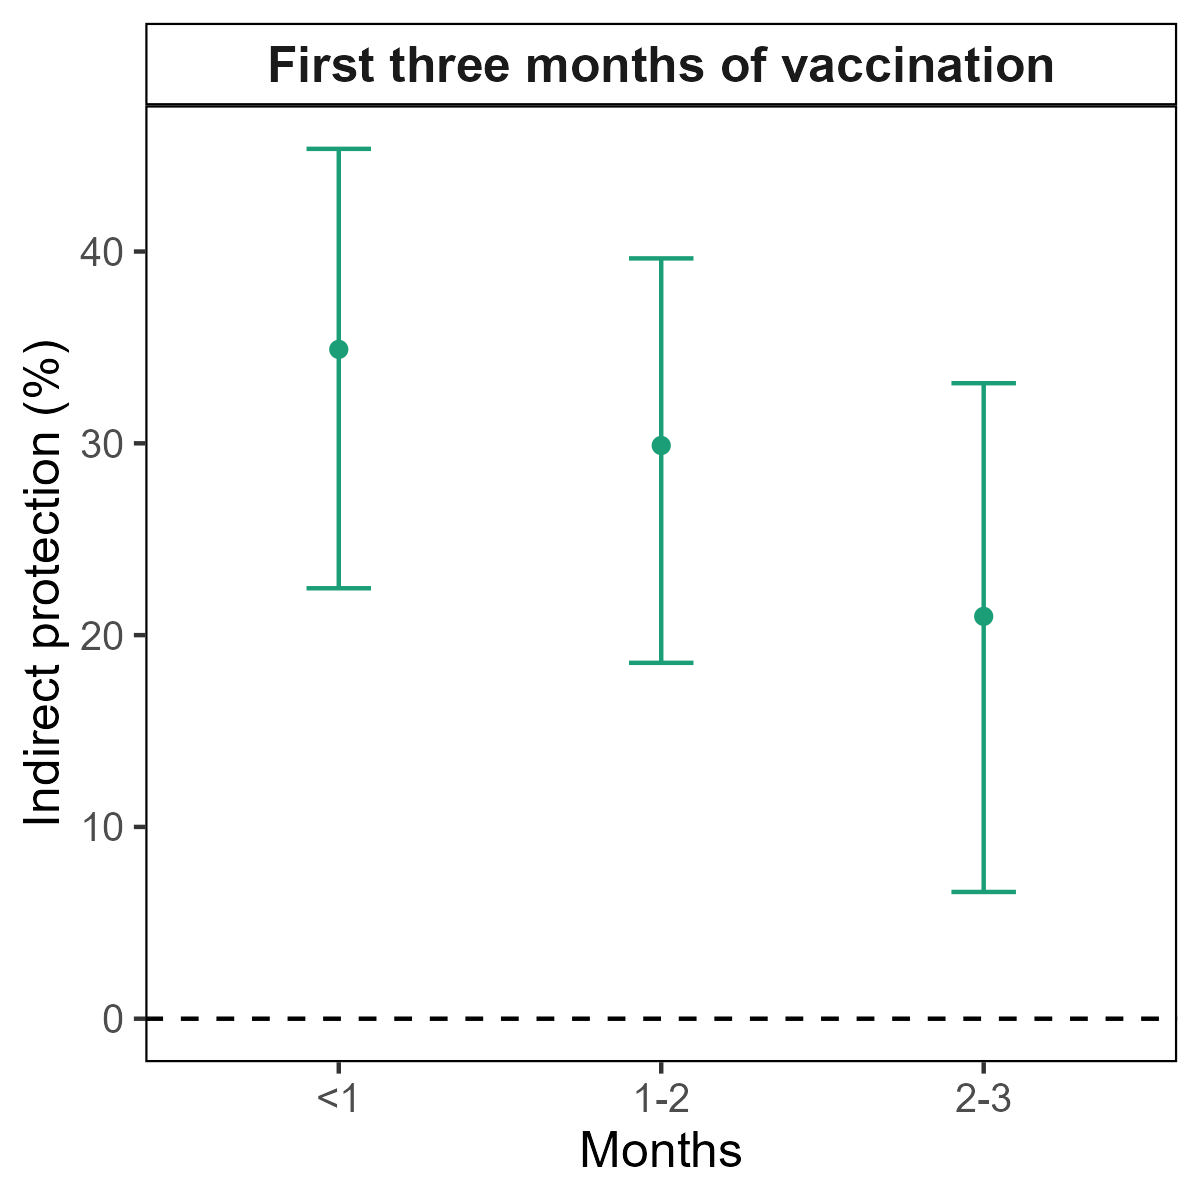 First three months of vaccination
Indirect protection (%)
40
30
20
10
0
<1
1-2
2-3
Months